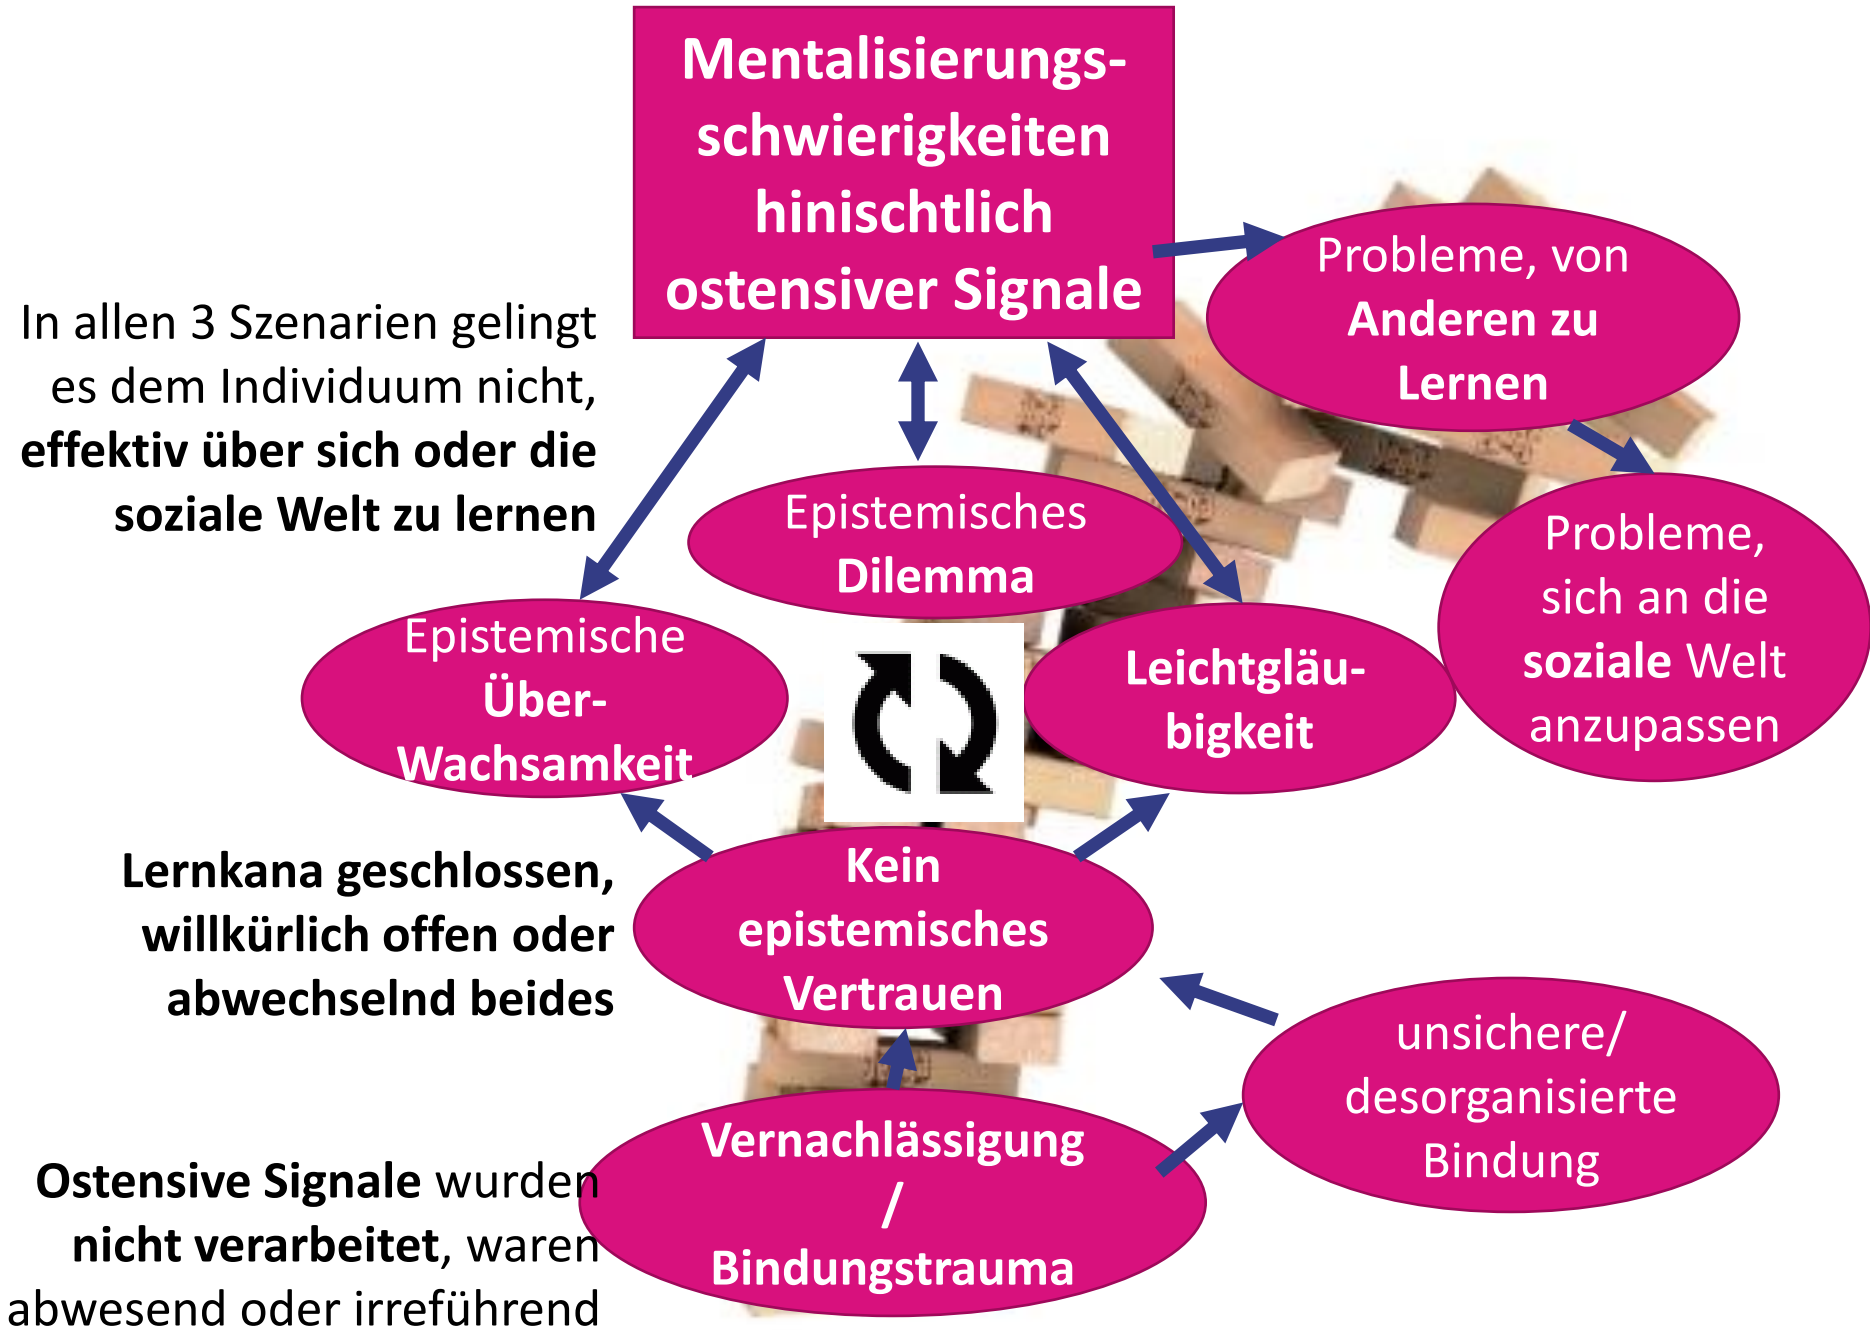 Mentalisierungs-
schwierigkeiten
hinischtlich
ostensiver Signale
Probleme, von
Anderen zu
Lernen
In allen 3 Szenarien gelingt
es dem Individuum nicht,
effektiv über sich oder die
soziale Welt zu lernen
Epistemisches
Dilemma
Probleme,
sich an die
soziale Welt
anzupassen
Epistemische
Über-
Wachsamkeit
Leichtgläu-
bigkeit
Lernkana geschlossen,
willkürlich offen oder
abwechselnd beides
Kein
epistemisches
Vertrauen
unsichere/
desorganisierte
Bindung
Vernachlässigung
/
Bindungstrauma
Ostensive Signale wurden
nicht verarbeitet, waren
abwesend oder irreführend